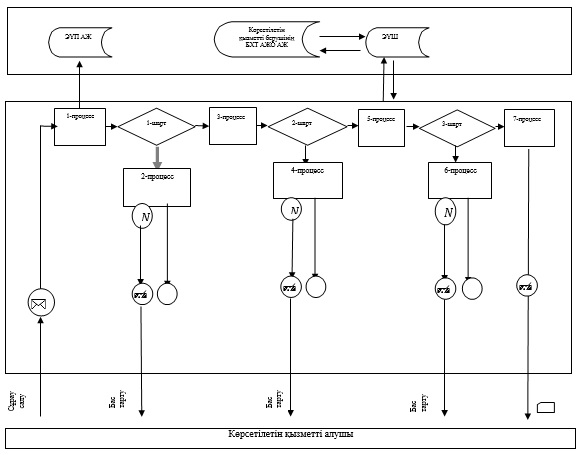 ЭҮП АЖ
Көрсетілетін
қызметті берушінің
БХТ АЖО АЖ
ЭҮШ
1-процесс
1-шарт
3-процесс
2-шарт
5-процесс
3-шарт
7-процесс
2-процесс
4-процесс
6-процесс
N
N
N
Сұрау
салу
Бас
тарту
Бас
тарту
Бас
тарту
Көрсетілетін қызметті алушы